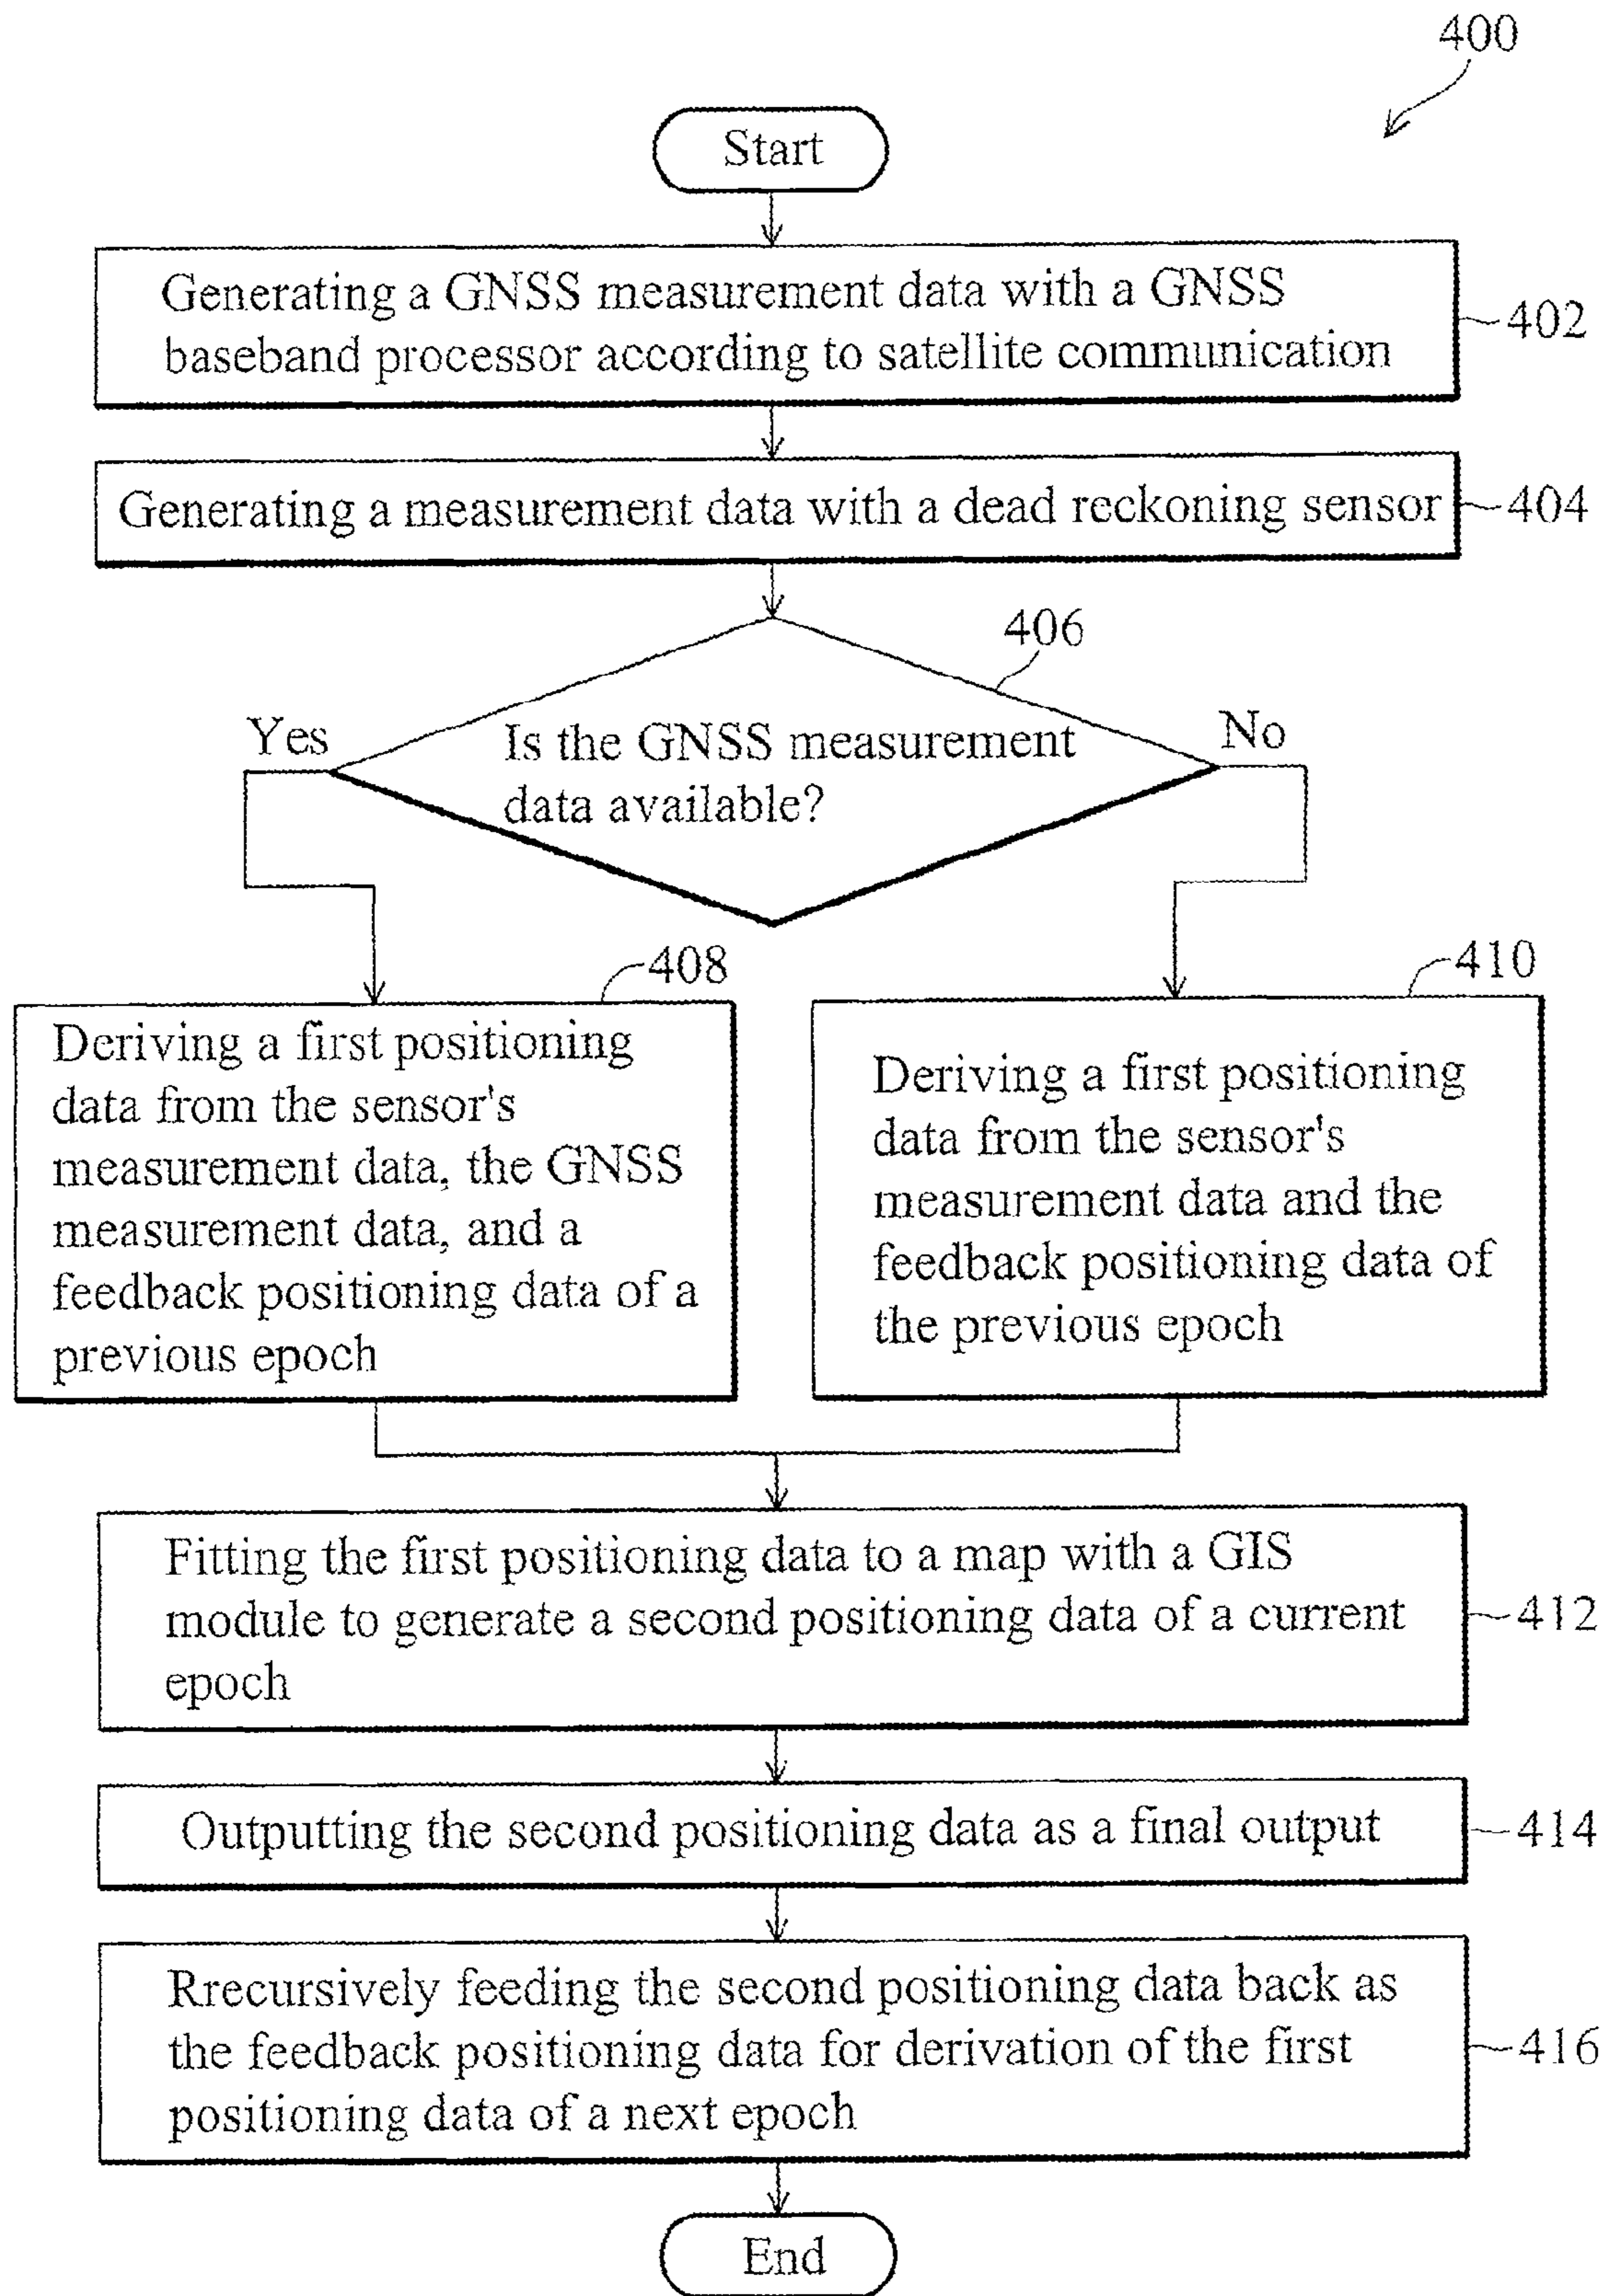 400
Start
Generating a GNSS measurement data with a GNSS
baseband processor according to satellite communication
402
Generating a measurement data with a dead reckoning sensor
404
406
Yes
No
Is the GNSS measurement
data available?
408
Deriving a first positioning
data from the sensor's
measurement data, the GNSS
measurement data, and a
feedback positioning data of a
previous epoch
410
Deriving a first positioning
data from the sensor's
measurement data and the
feedback positioning data of
the previous epoch
Fitting the first positioning data to a map with a GIS
module to generate a second positioning data of a current
epoch
412
Outputting the second positioning data as a final output
414
Rrecursively feeding the second positioning data back as
the feedback positioning data for derivation of the first
positioning data of a next epoch
416
End